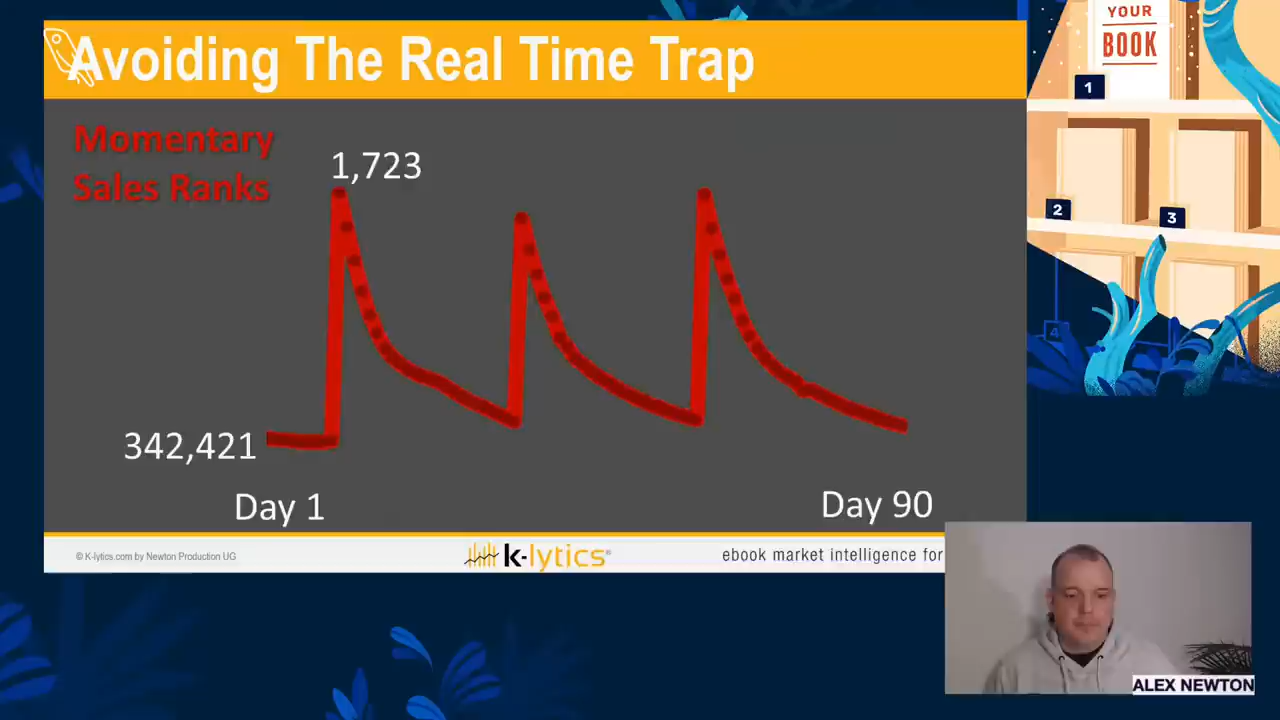 Avoiding The Real Time Trap
Momentary
Sales Ranks
1,723
342,421
Day 1
Day 90
© K-lytics.com by Newton Production UG
k-lytics®
ebook market intelligence for
YOUR
BOOK
1
2
3
4
ALEX NEWTON